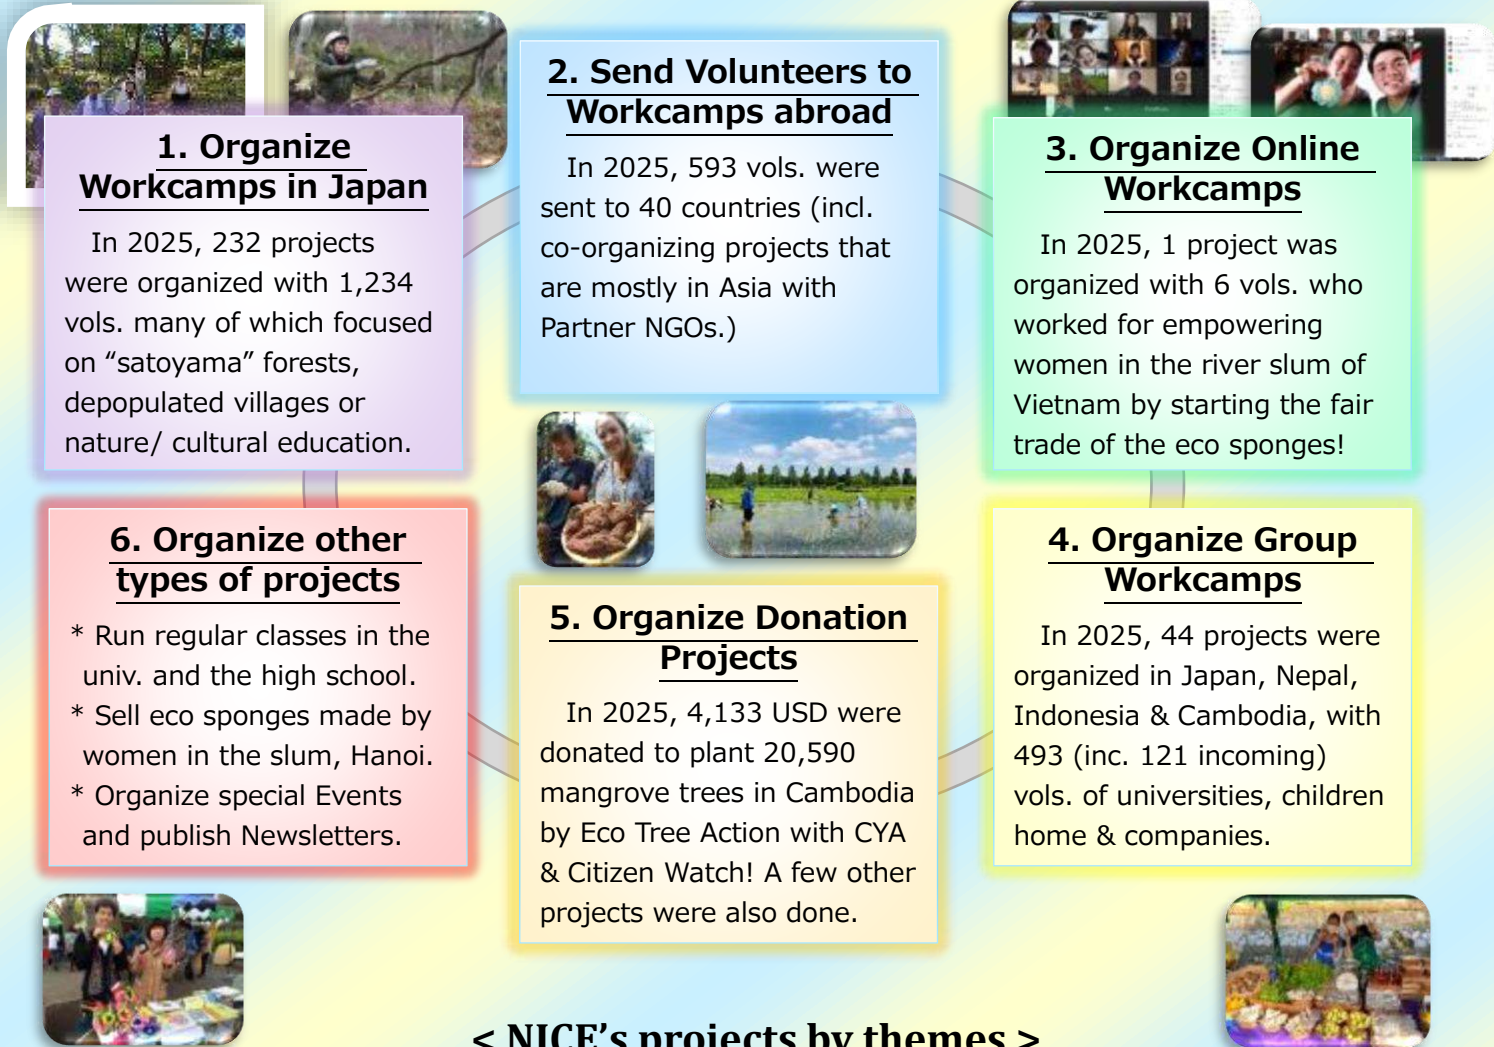 1. Organize
Workcamps in Japan
In 2025, 232 projects
were organized with 1,234
vols. many of which focused
on “satoyama” forests,
depopulated villages or
nature/ cultural education.
2. Send Volunteers to
Workcamps abroad
In 2025, 593 vols. were
sent to 40 countries (incl.
co-organizing projects that
are mostly in Asia with
Partner NGOs.)
3. Organize Online
Workcamps
In 2025, 1 project was
organized with 6 vols. who
worked for empowering
women in the river slum of
Vietnam by starting the fair
trade of the eco sponges!
4. Organize Group
Workcamps
In 2025, 44 projects were
organized in Japan, Nepal,
Indonesia & Cambodia, with
493 (inc. 121 incoming)
vols. of universities, children
home & companies.
5. Organize Donation
Projects
In 2025, 4,133 USD were
donated to plant 20,590
mangrove trees in Cambodia
by Eco Tree Action with CYA
& Citizen Watch! A few other
projects were also done.
6. Organize other
types of projects
* Run regular classes in the
univ. and the high school.
* Sell eco sponges made by
women in the slum, Hanoi.
* Organize special Events
and publish Newsletters.
< NICE’s projects by themes >